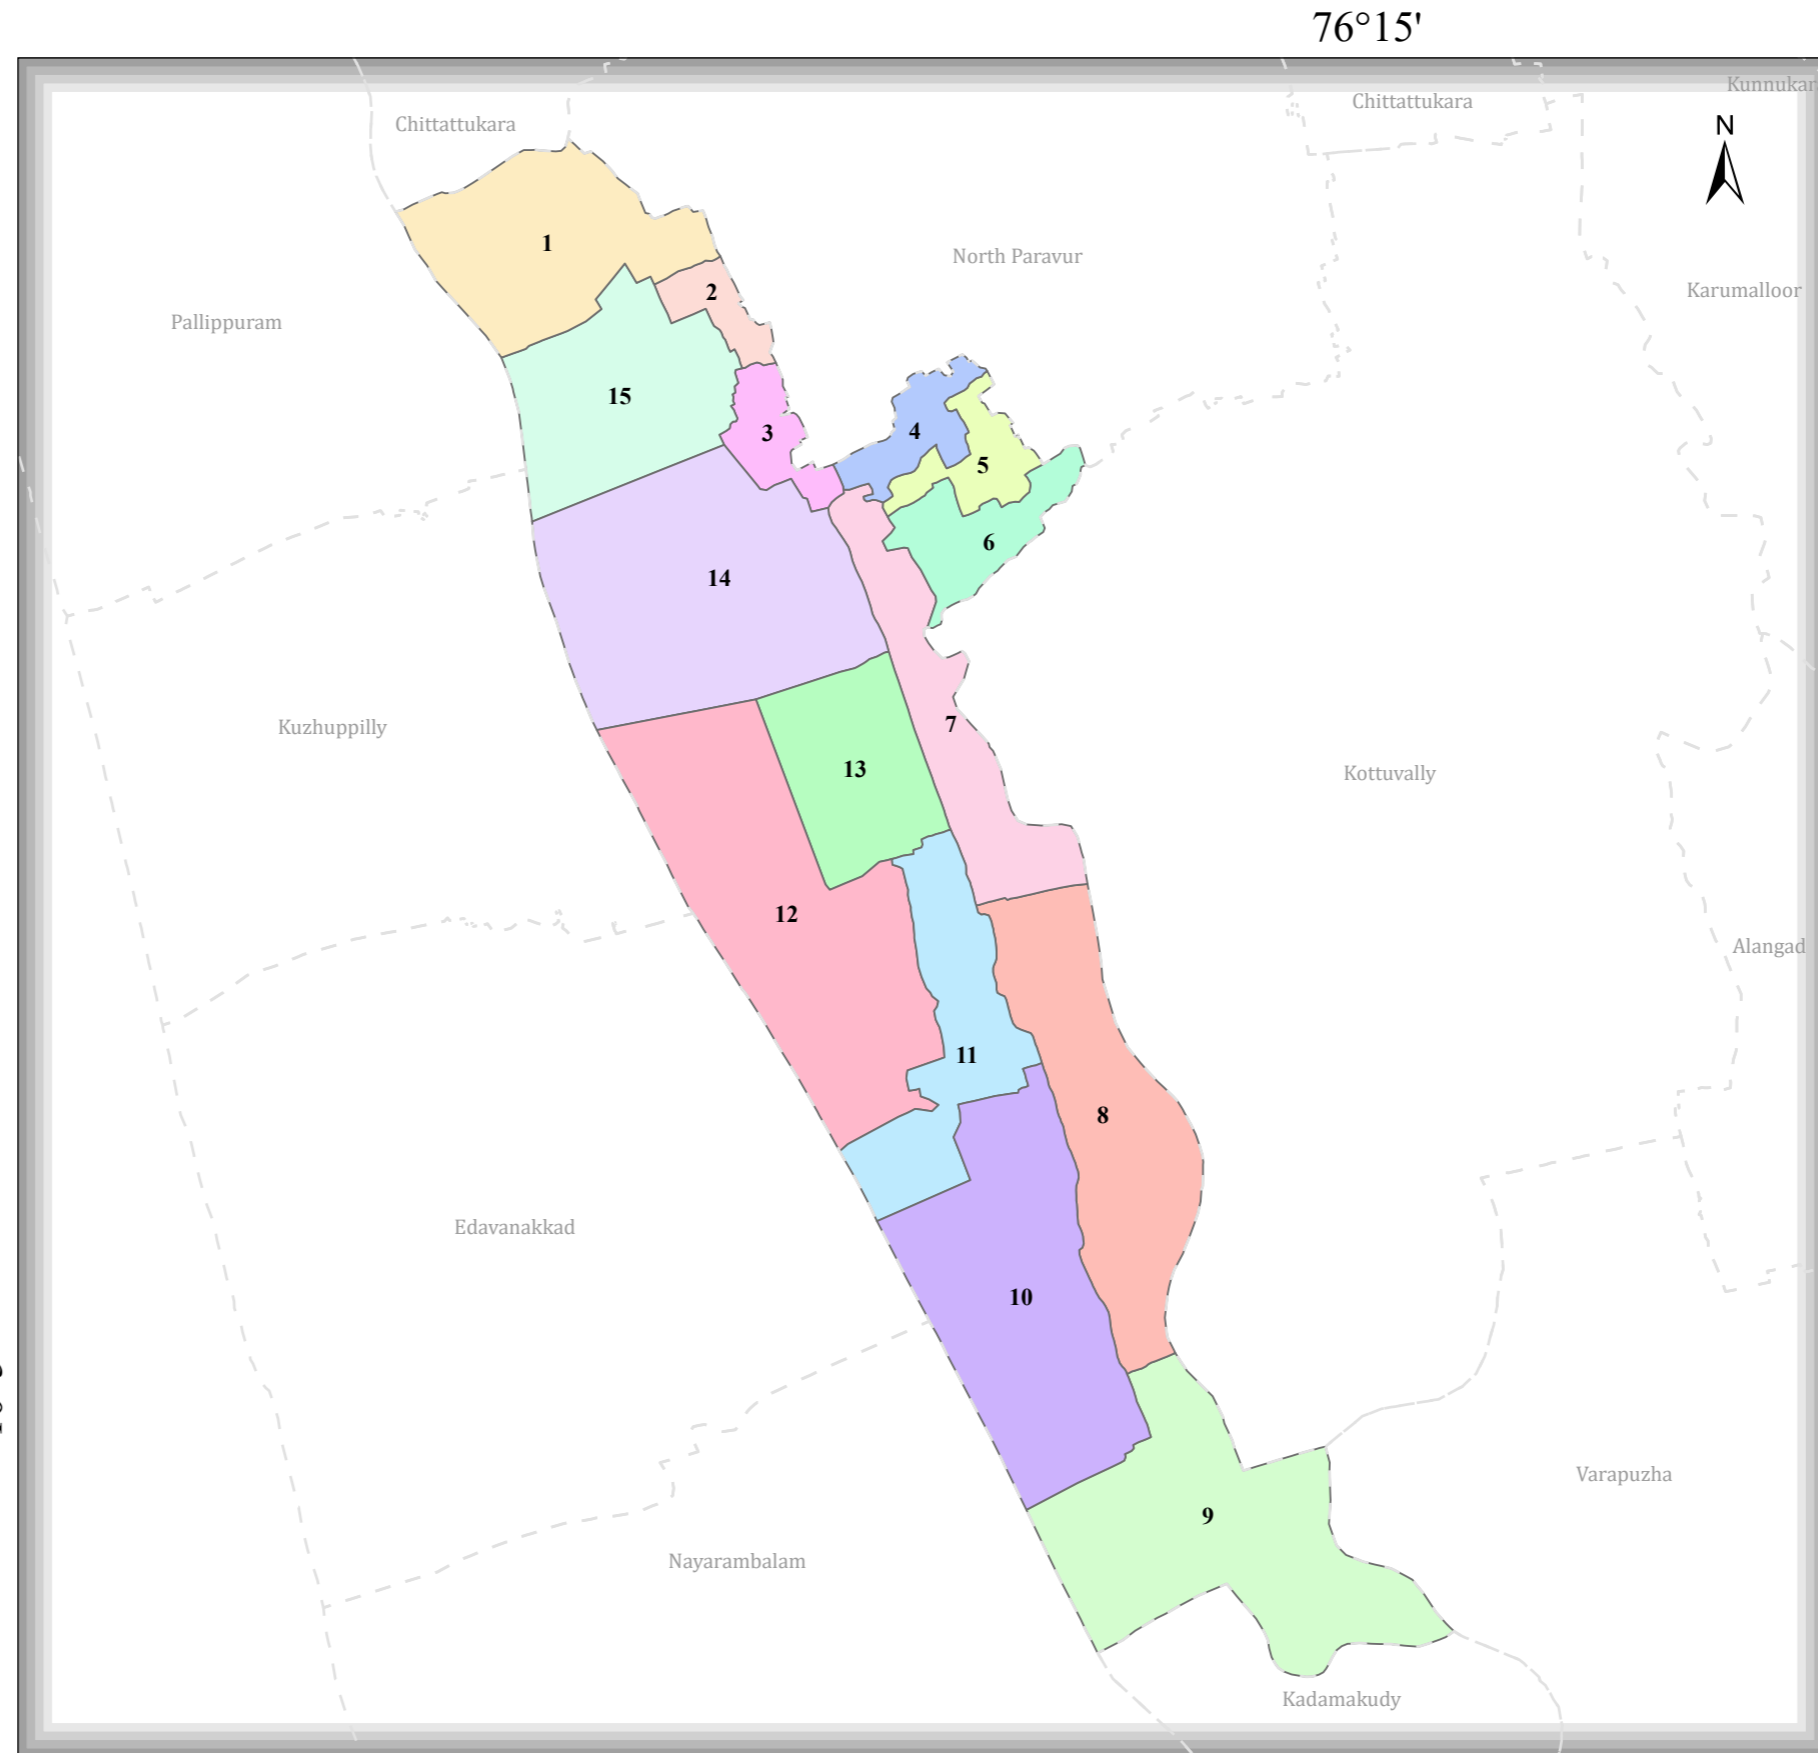 76°15'
Kunnukar
Chittattukara
Chittattukara
N
1
North Paravur
2
Karumalloor
Pallippuram
15
3
4
5
6
14
7
Kuzhuppilly
13
Kottuvally
12
Alangad
11
8
Edavanakkad
10
Varapuzha
9
Nayarambalam
Kadamakudy